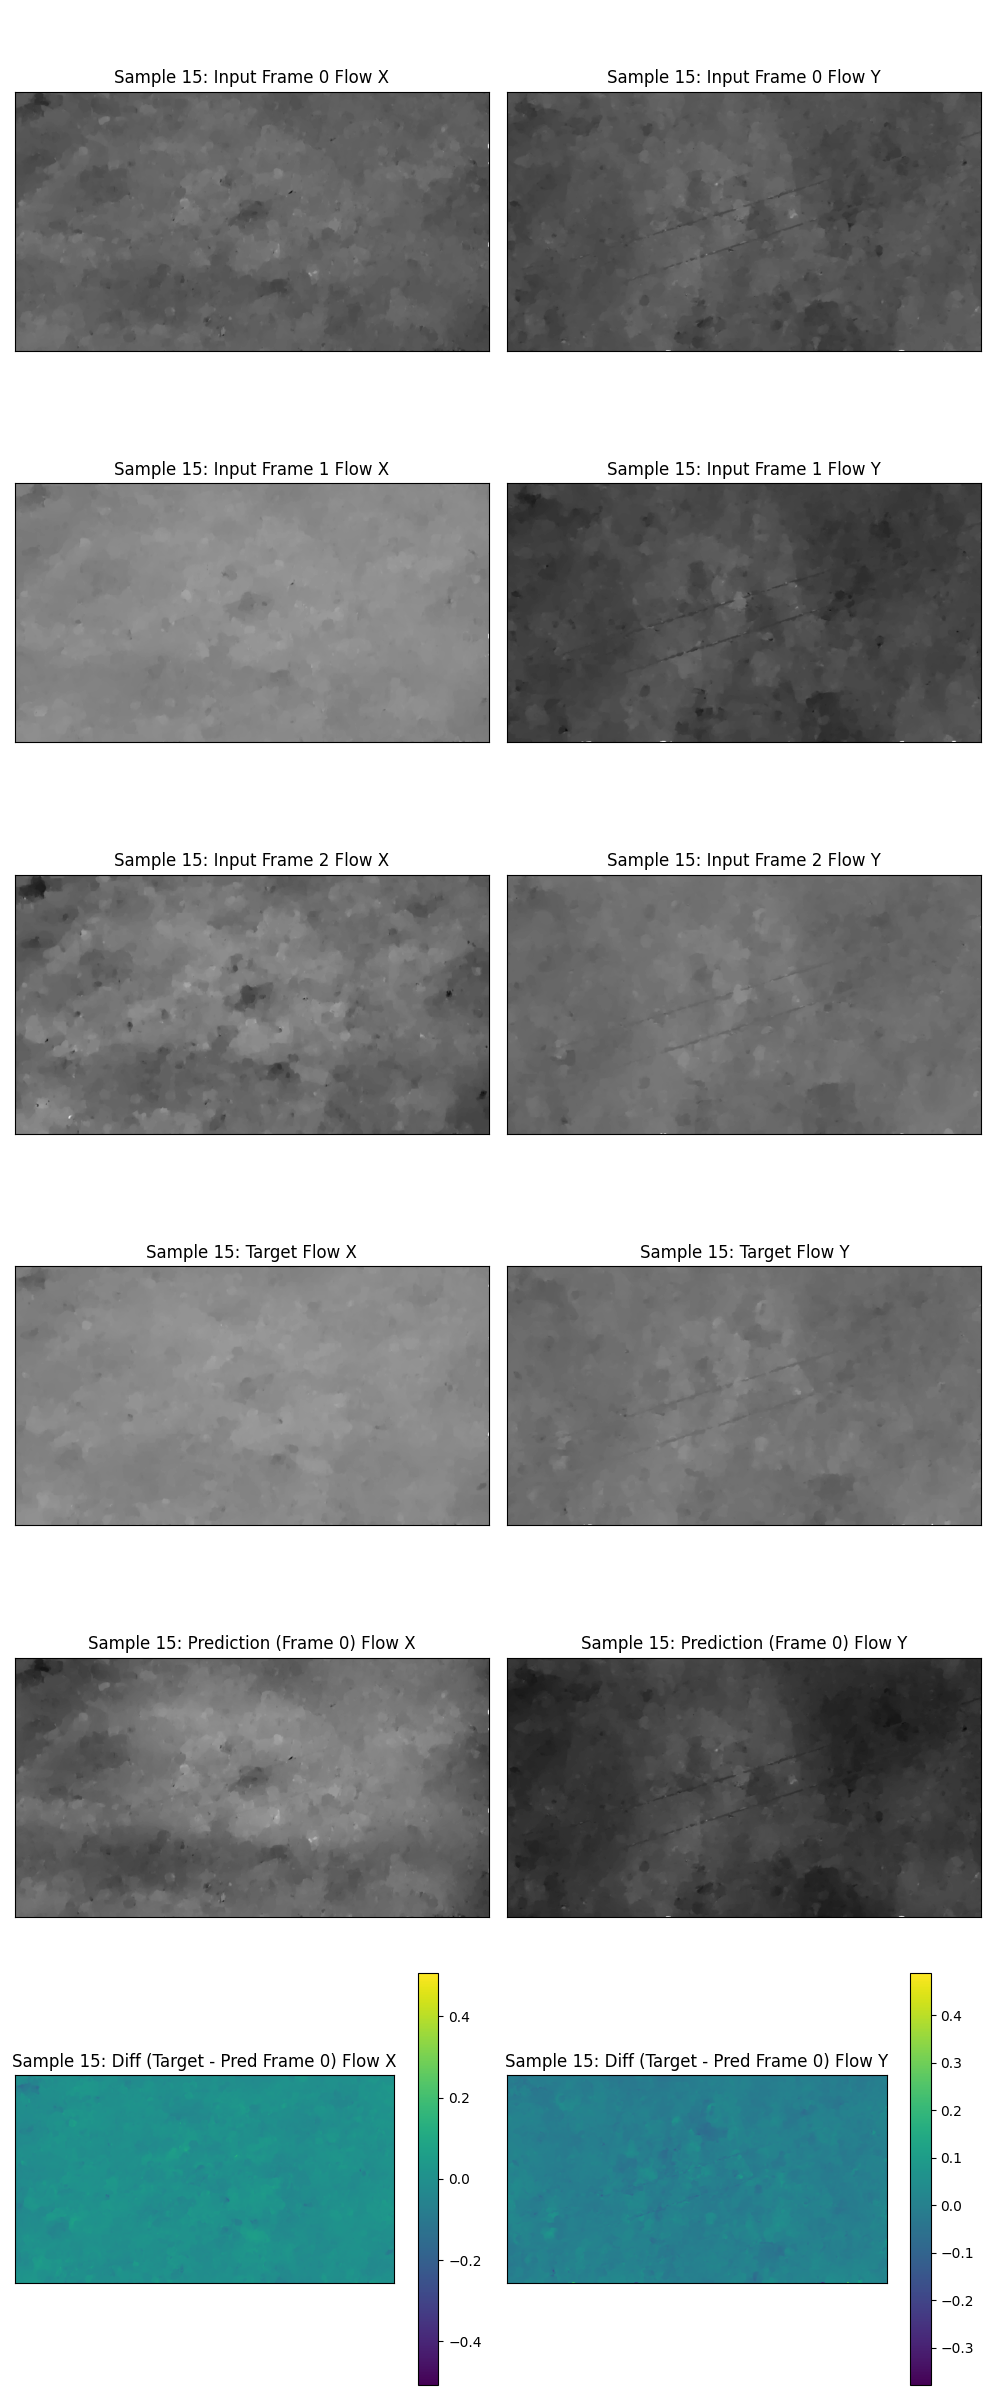 Sample 15: Input Frame 0 Flow X
Sample 15: Input Frame 0 Flow Y
Sample 15: Input Frame 1 Flow X
Sample 15: Input Frame 1 Flow Y
Sample 15: Input Frame 2 Flow X
Sample 15: Input Frame 2 Flow Y
Sample 15: Target Flow X
Sample 15: Target Flow Y
Sample 15: Prediction (Frame 0) Flow X
Sample 15: Prediction (Frame 0) Flow Y
Sample 15: Diff (Target - Pred Frame 0) Flow X
0.4
0.2
0.0
−0.2
−0.4
Sample 15: Diff (Target - Pred Frame 0) Flow Y
0.4
0.3
0.2
0.1
0.0
−0.1
−0.2
−0.3